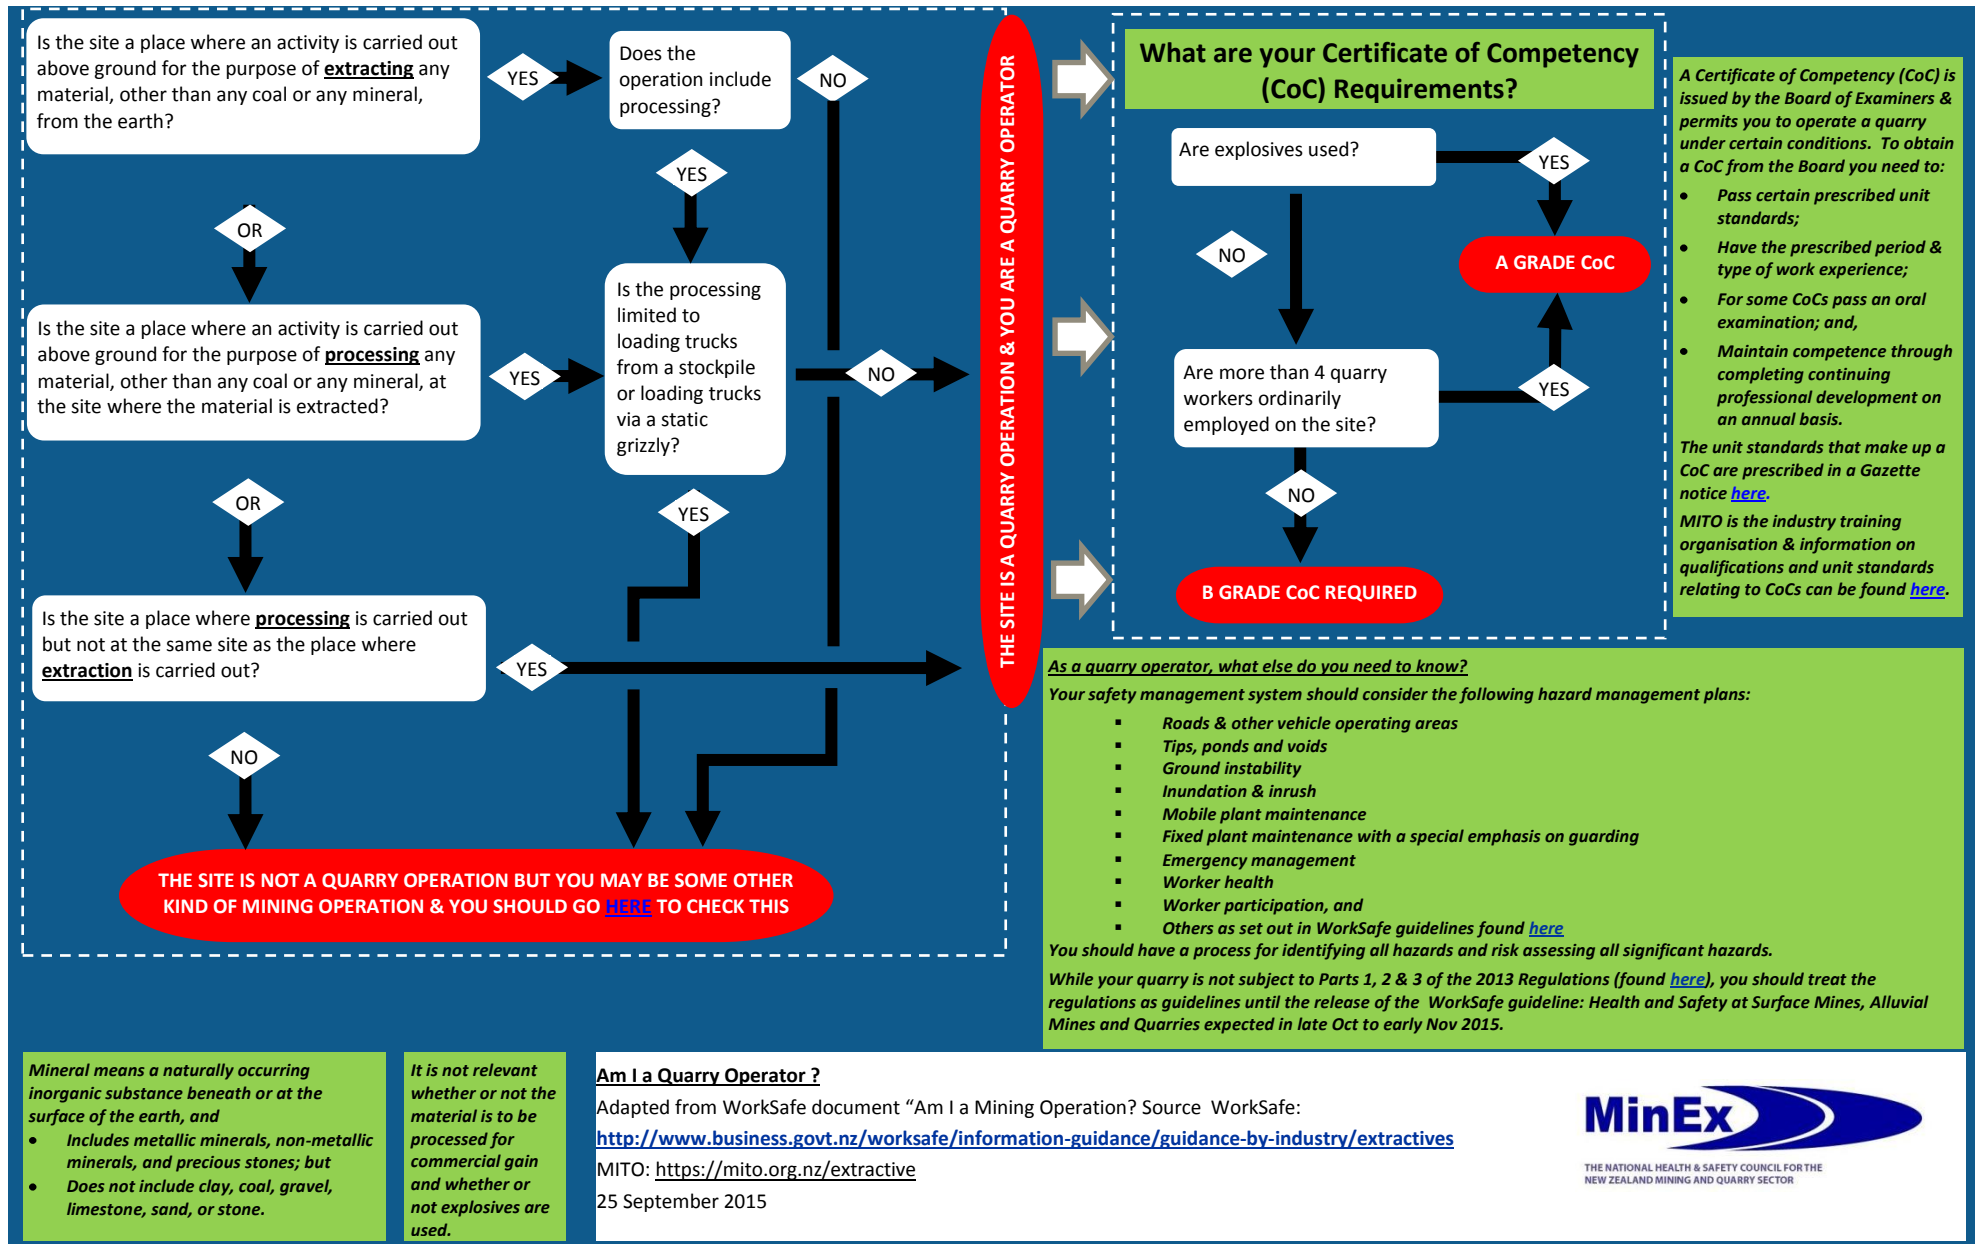 Is the site a place where an activity is carried out
above ground for the purpose of extracting any
material, other than any coal or any mineral,
from the earth?
YES
Does the
operation include
processing?
NO
YES
OR
Is the site a place where an activity is carried out
above ground for the purpose of processing any
material, other than any coal or any mineral, at
the site where the material is extracted?
YES
Is the processing
limited to
loading trucks
from a stockpile
or loading trucks
via a static
grizzly?
NO
OR
YES
Is the site a place where processing is carried out
but not at the same site as the place where
extraction is carried out?
YES
NO
THE SITE IS NOT A QUARRY OPERATION BUT YOU MAY BE SOME OTHER
KIND OF MINING OPERATION & YOU SHOULD GO HERE TO CHECK THIS
THE SITE IS A QUARRY OPERATION & YOU ARE A QUARRY OPERATOR
What are your Certificate of Competency
(CoC) Requirements?
Are explosives used?
YES
NO
A GRADE CoC
Are more than 4 quarry
workers ordinarily
employed on the site?
YES
NO
B GRADE CoC REQUIRED
A Certificate of Competency (CoC) is
issued by the Board of Examiners &
permits you to operate a quarry
under certain conditions. To obtain
a CoC from the Board you need to:
• Pass certain prescribed unit
standards;
• Have the prescribed period &
type of work experience;
• For some CoCs pass an oral
examination; and,
• Maintain competence through
completing continuing
professional development on
an annual basis.
The unit standards that make up a
CoC are prescribed in a Gazette
notice here.
MITO is the industry training
organisation & information on
qualifications and unit standards
relating to CoCs can be found here.
As a quarry operator, what else do you need to know?
Your safety management system should consider the following hazard management plans:
▪ Roads & other vehicle operating areas
▪ Tips, ponds and voids
▪ Ground instability
▪ Inundation & inrush
▪ Mobile plant maintenance
▪ Fixed plant maintenance with a special emphasis on guarding
▪ Emergency management
▪ Worker health
▪ Worker participation, and
▪ Others as set out in WorkSafe guidelines found here
You should have a process for identifying all hazards and risk assessing all significant hazards.
While your quarry is not subject to Parts 1, 2 & 3 of the 2013 Regulations (found here), you should treat the
regulations as guidelines until the release of the WorkSafe guideline: Health and Safety at Surface Mines, Alluvial
Mines and Quarries expected in late Oct to early Nov 2015.
Mineral means a naturally occurring
inorganic substance beneath or at the
surface of the earth, and
• Includes metallic minerals, non-metallic
minerals, and precious stones; but
• Does not include clay, coal, gravel,
limestone, sand, or stone.
It is not relevant
whether or not the
material is to be
processed for
commercial gain
and whether or
not explosives are
used.
Am I a Quarry Operator ?
Adapted from WorkSafe document “Am I a Mining Operation? Source WorkSafe:
http://www.business.govt.nz/worksafe/information-guidance/guidance-by-industry/extractives
MITO: https://mito.org.nz/extractive
25 September 2015
MinEx
THE NATIONAL HEALTH & SAFETY COUNCIL FOR THE
NEW ZEALAND MINING AND QUARRY SECTOR